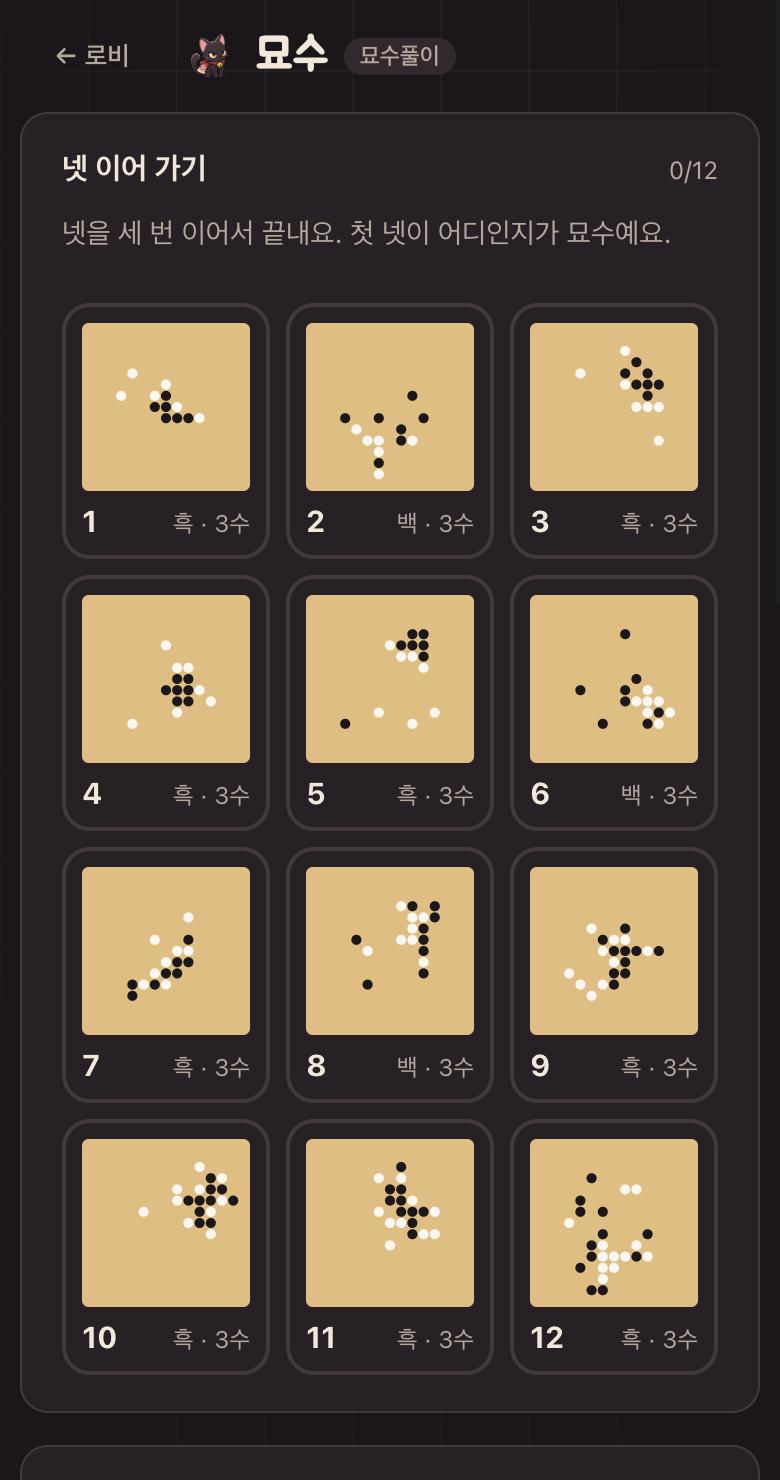 ← 로비
묘수
묘수풀이
넷 이어 가기
0/12
넷을 세 번 이어서 끝내요. 첫 넷이 어디인지가 묘수예요.
1 흑 · 3수
2 백 · 3수
3 흑 · 3수
4 흑 · 3수
5 흑 · 3수
6 백 · 3수
7 흑 · 3수
8 백 · 3수
9 흑 · 3수
10 흑 · 3수
11 흑 · 3수
12 흑 · 3수